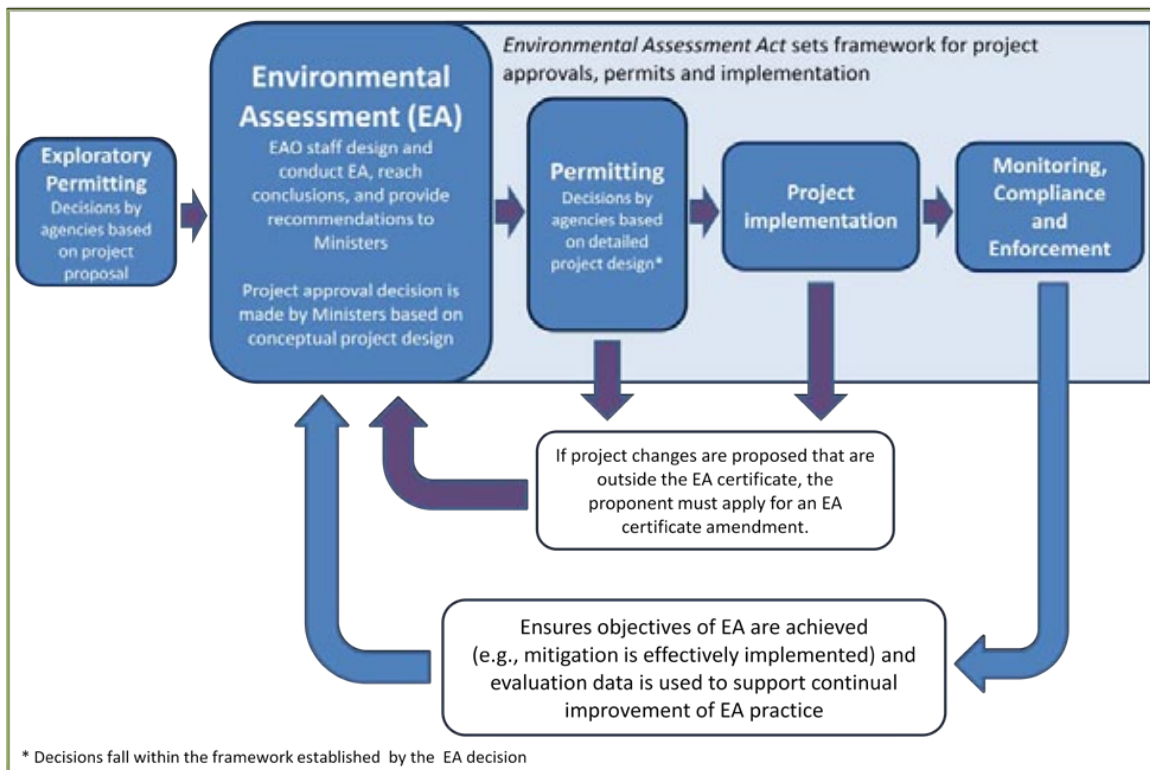 Environmental Assessment Act sets framework for project
approvals, permits and implementation
Exploratory
Permitting
Decisions by
agencies based
on project
proposal
Environmental
Assessment (EA)
EAO staff design and
conduct EA, reach
conclusions, and provide
recommendations to
Ministers
Project approval decision is
made by Ministers based on
conceptual project design
Permitting
Decisions by
agencies based
on detailed
project design*
Project
implementation
Monitoring,
Compliance
and
Enforcement
If project changes are proposed that are
outside the EA certificate, the
proponent must apply for an EA
certificate amendment.
Ensures objectives of EA are achieved
(e.g., mitigation is effectively implemented) and
evaluation data is used to support continual
improvement of EA practice
* Decisions fall within the framework established by the EA decision